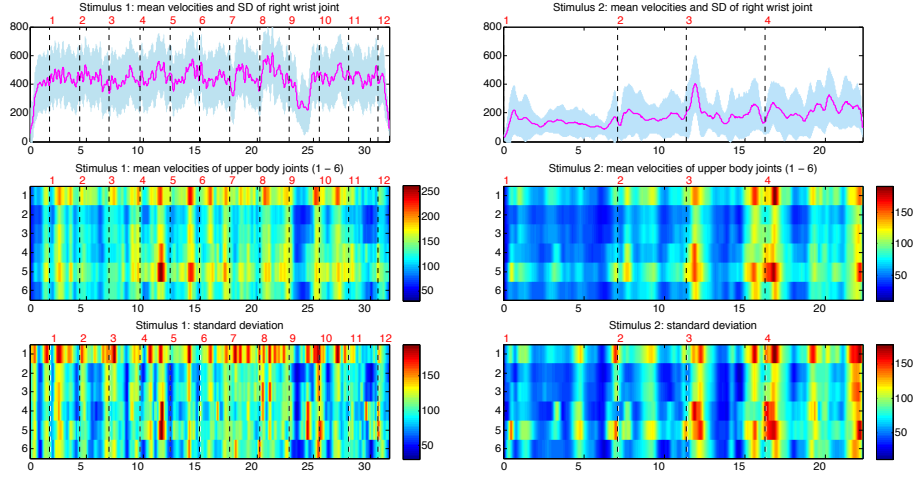 Stimulus 1: mean velocities and SD of right wrist joint
1 2 3 4 5 6 7 8 9 10 11 12
800
600
400
200
0
0 5 10 15 20 25 30
Stimulus 1: mean velocities of upper body joints (1 − 6)
1 2 3 4 5 6 7 8 9 10 11 12
1
2
3
4
5
6
0 5 10 15 20 25 30
250
200
150
100
50
Stimulus 1: standard deviation
1 2 3 4 5 6 7 8 9 10 11 12
1
2
3
4
5
6
0 5 10 15 20 25 30
150
100
50
Stimulus 2: mean velocities and SD of right wrist joint
1 2 3 4
800
600
400
200
0
0 5 10 15 20
Stimulus 2: mean velocities of upper body joints (1 − 6)
1 2 3 4
1
2
3
4
5
6
0 5 10 15 20
150
100
50
Stimulus 2: standard deviation
1 2 3 4
1
2
3
4
5
6
0 5 10 15 20
150
100
50